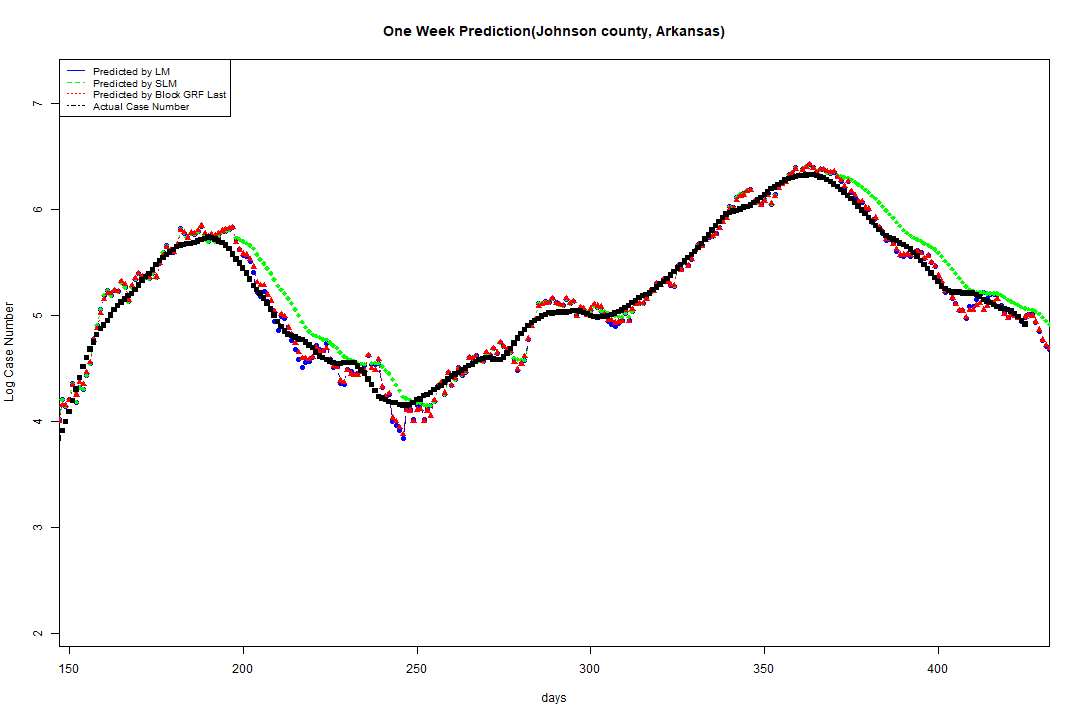 One Week Prediction(Johnson county, Arkansas)
Predicted by LM
Predicted by SLM
Predicted by Block GRF Last
Actual Case Number
7
6
5
4
3
2
Log Case Number
150 200 250 300 350 400
days